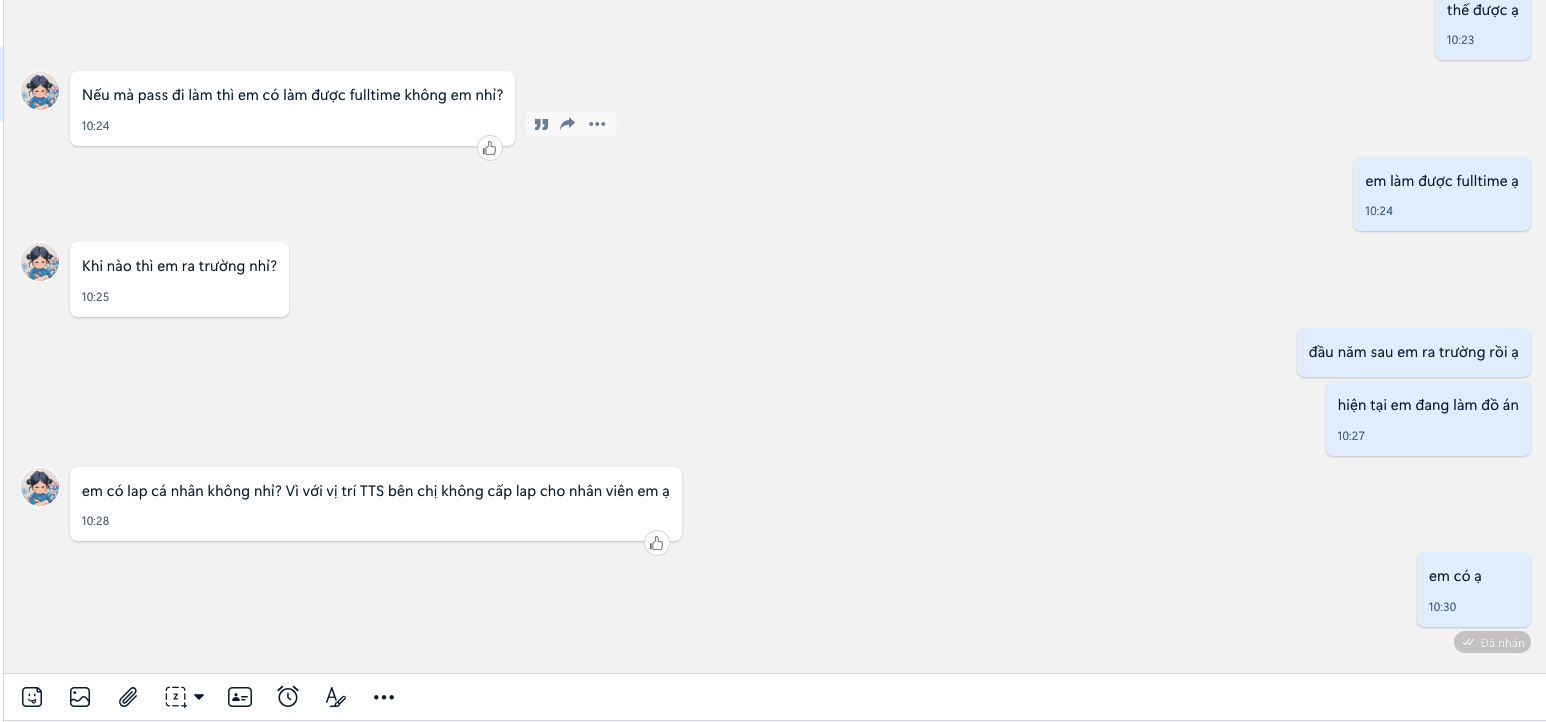 thế được ạ
10:23
Nếu mà pass đi làm thì em có làm được fulltime không em nhỉ?
10:24
em làm được fulltime ạ
10:24
Khi nào thì em ra trường nhỉ?
10:25
đầu năm sau em ra trường rồi ạ
hiện tại em đang làm đồ án
10:27
em có lap cá nhân không nhỉ? Vì với vị trí TTS bên chị không cấp lap cho nhân viên em ạ
10:28
em có ạ
10:30
Đã nhận